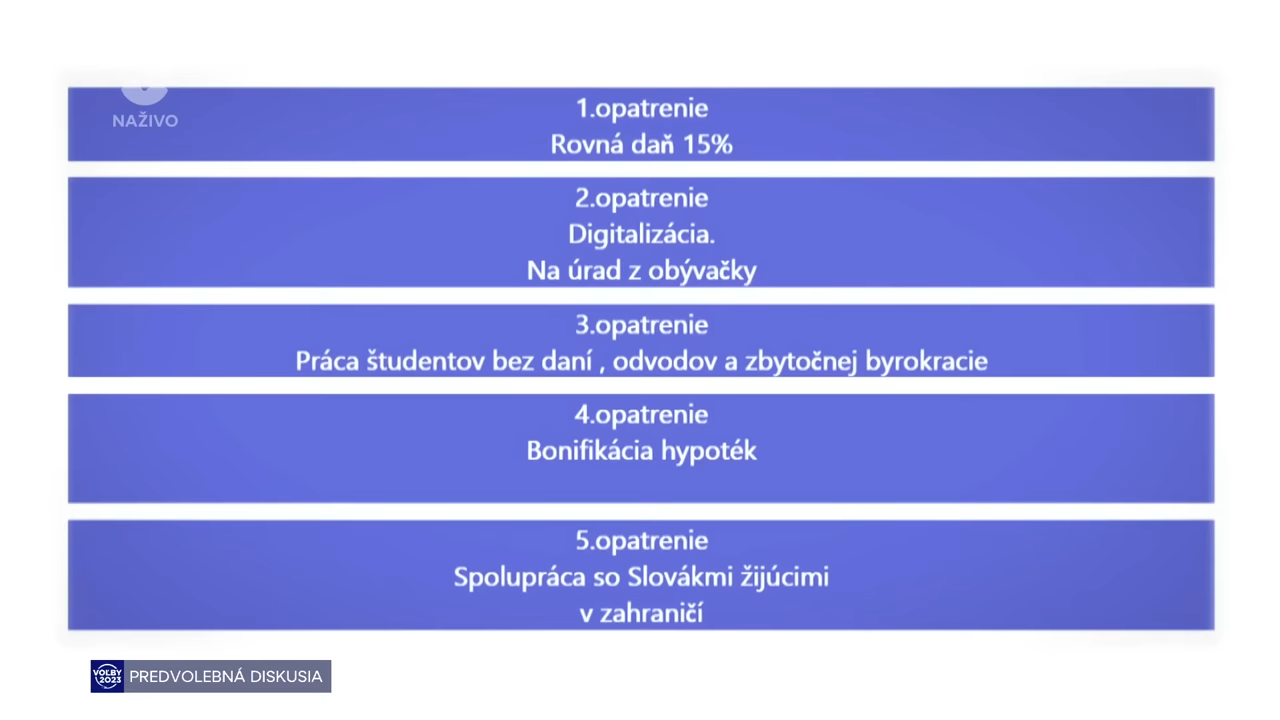 NAŽIVO
1.opatrenie
Rovná daň 15%
2.opatrenie
Digitalizácia.
Na úrad z obývačky
3.opatrenie
Práca študentov bez daní , odvodov a zbytočnej byrokracie
4.opatrenie
Bonifikácia hypoték
5.opatrenie
Spolupráca so Slovákmi žijúcimi
v zahraničí
VOĽBY
2023
PREDVOLEBNÁ DISKUSIA